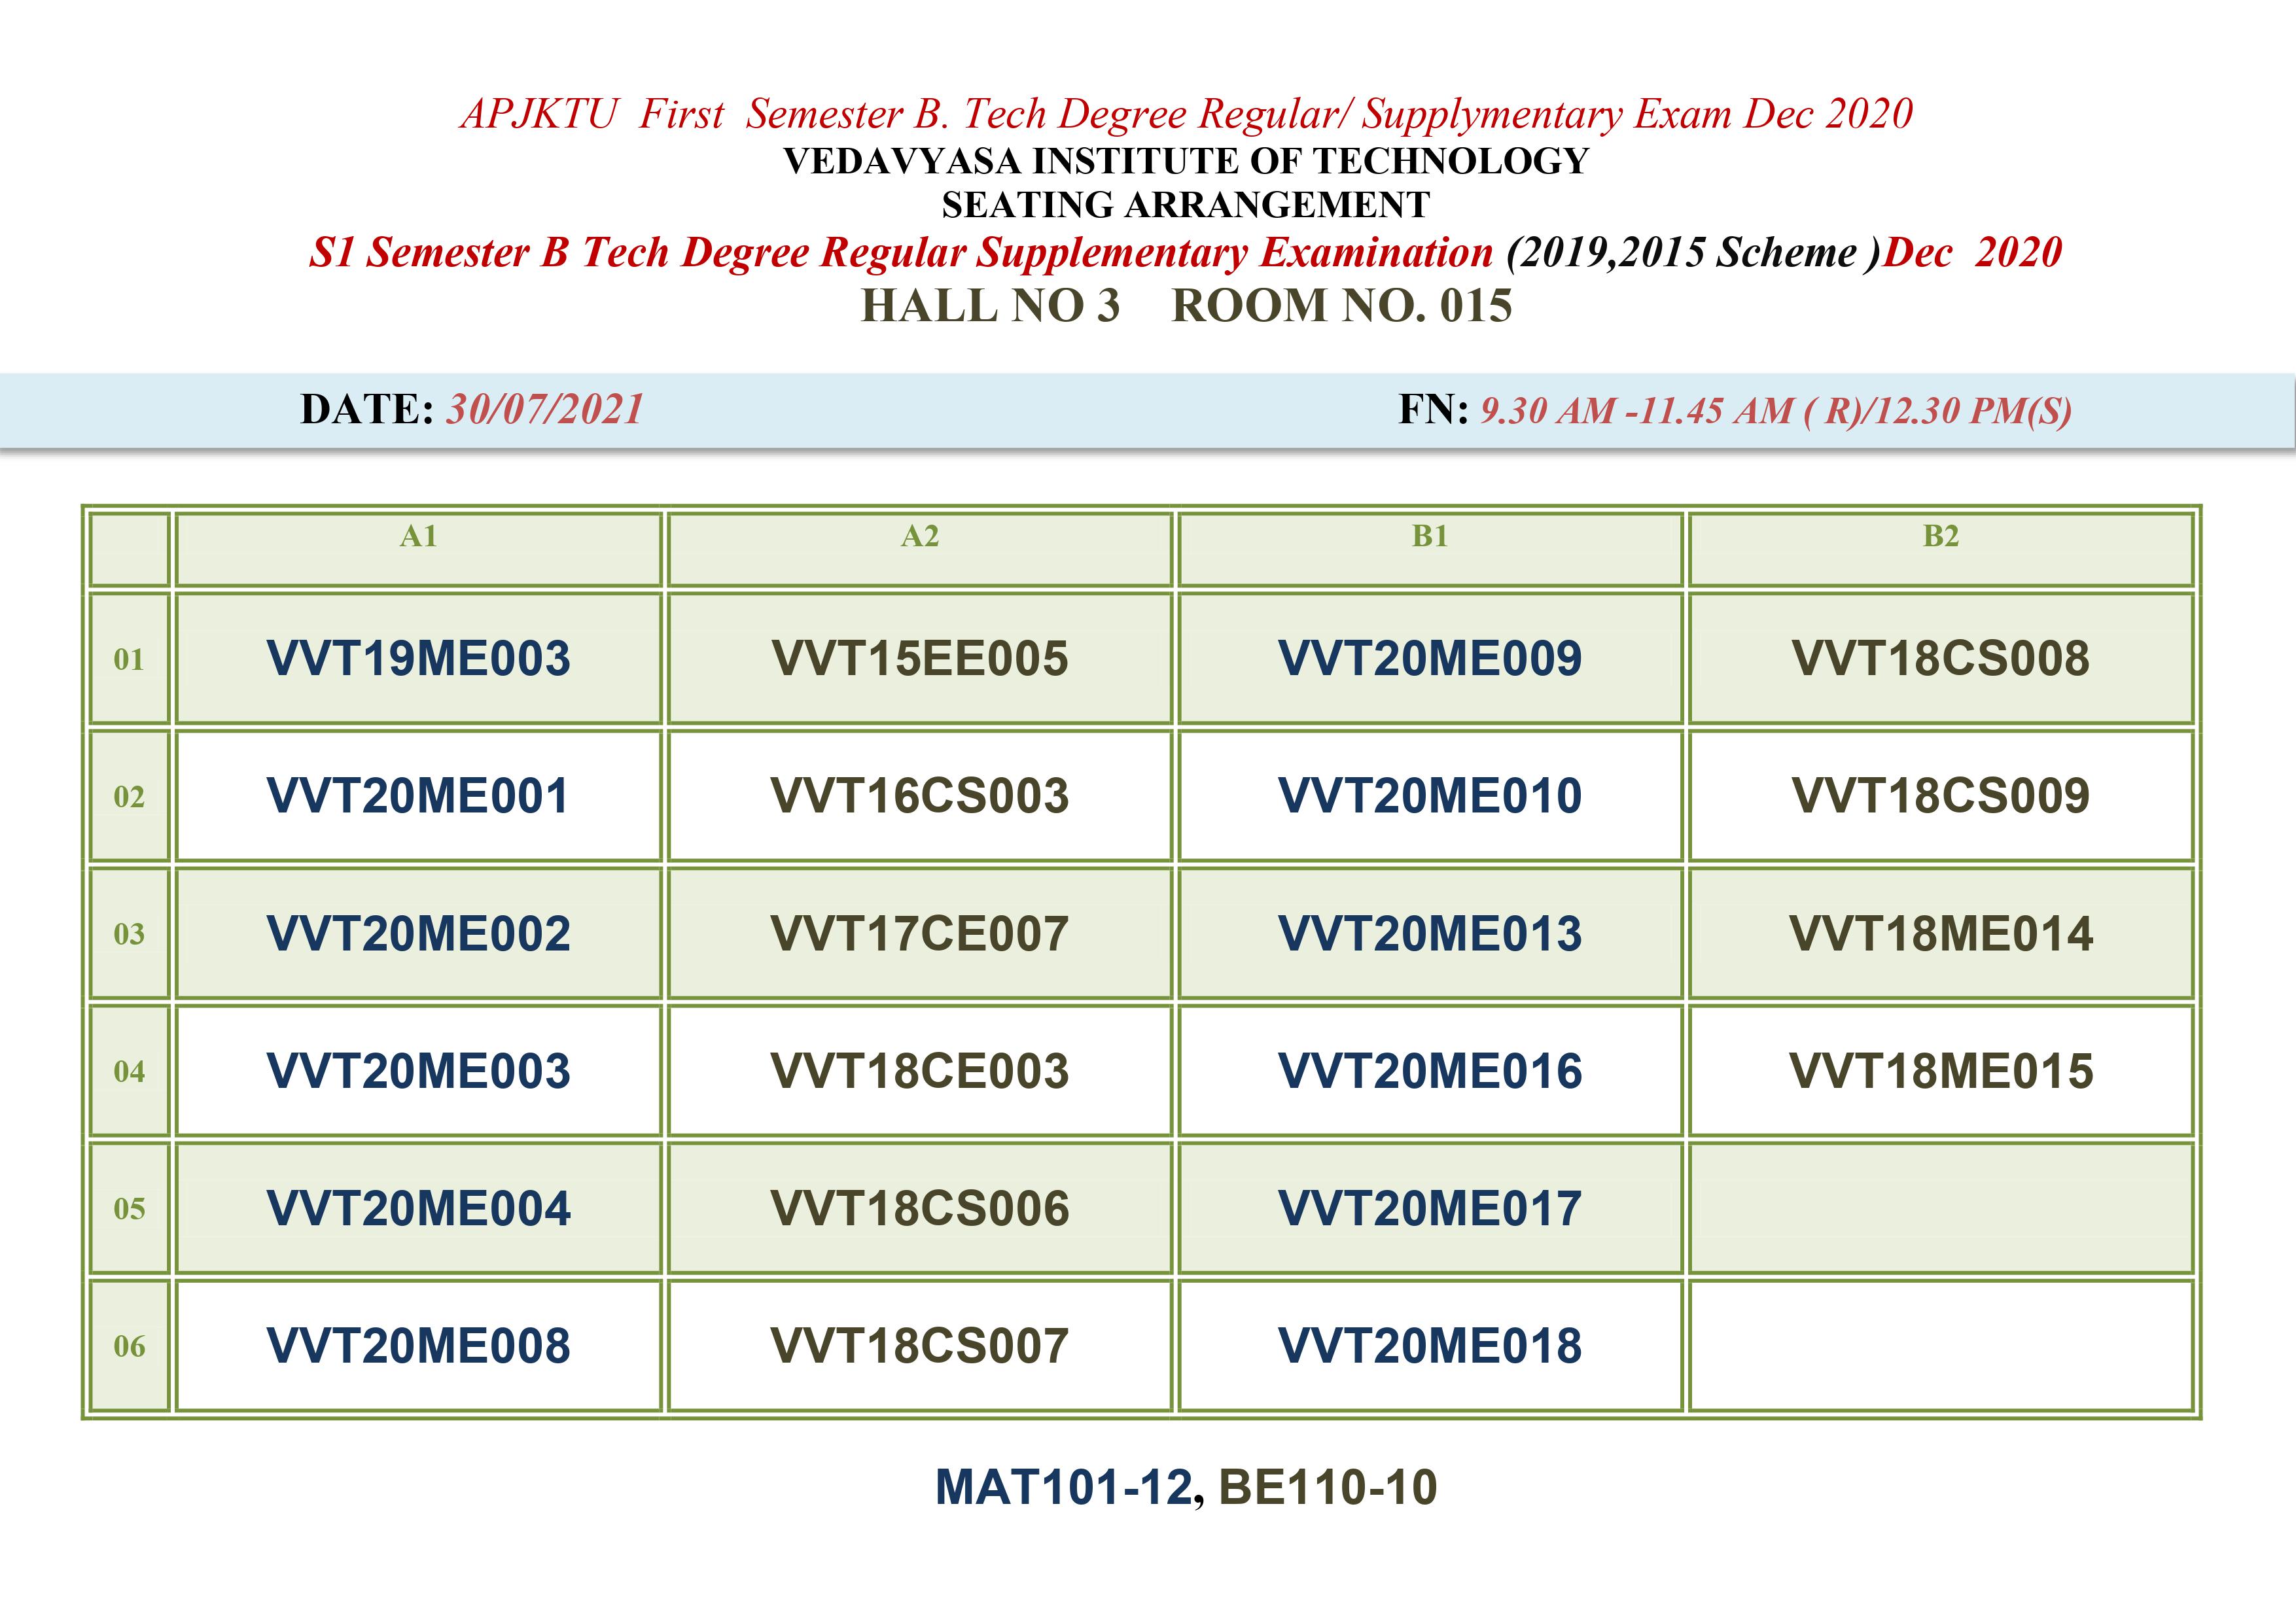 APJKTU First Semester B. Tech Degree Regular/ Supplymentary Exam Dec 2020
VEDAVYASA INSTITUTE OF TECHNOLOGY
SEATING ARRANGEMENT
S1 Semester B Tech Degree Regular Supplementary Examination (2019,2015 Scheme )Dec 2020
HALL NO 3 ROOM NO. 015
DATE: 30/07/2021 FN: 9.30 AM -11.45 AM ( R)/12.30 PM(S)
A1 A2 B1 B2
01 VVT19ME003 VVT15EE005 VVT20ME009 VVT18CS008
02 VVT20ME001 VVT16CS003 VVT20ME010 VVT18CS009
03 VVT20ME002 VVT17CE007 VVT20ME013 VVT18ME014
04 VVT20ME003 VVT18CE003 VVT20ME016 VVT18ME015
05 VVT20ME004 VVT18CS006 VVT20ME017
06 VVT20ME008 VVT18CS007 VVT20ME018
MAT101-12, BE110-10